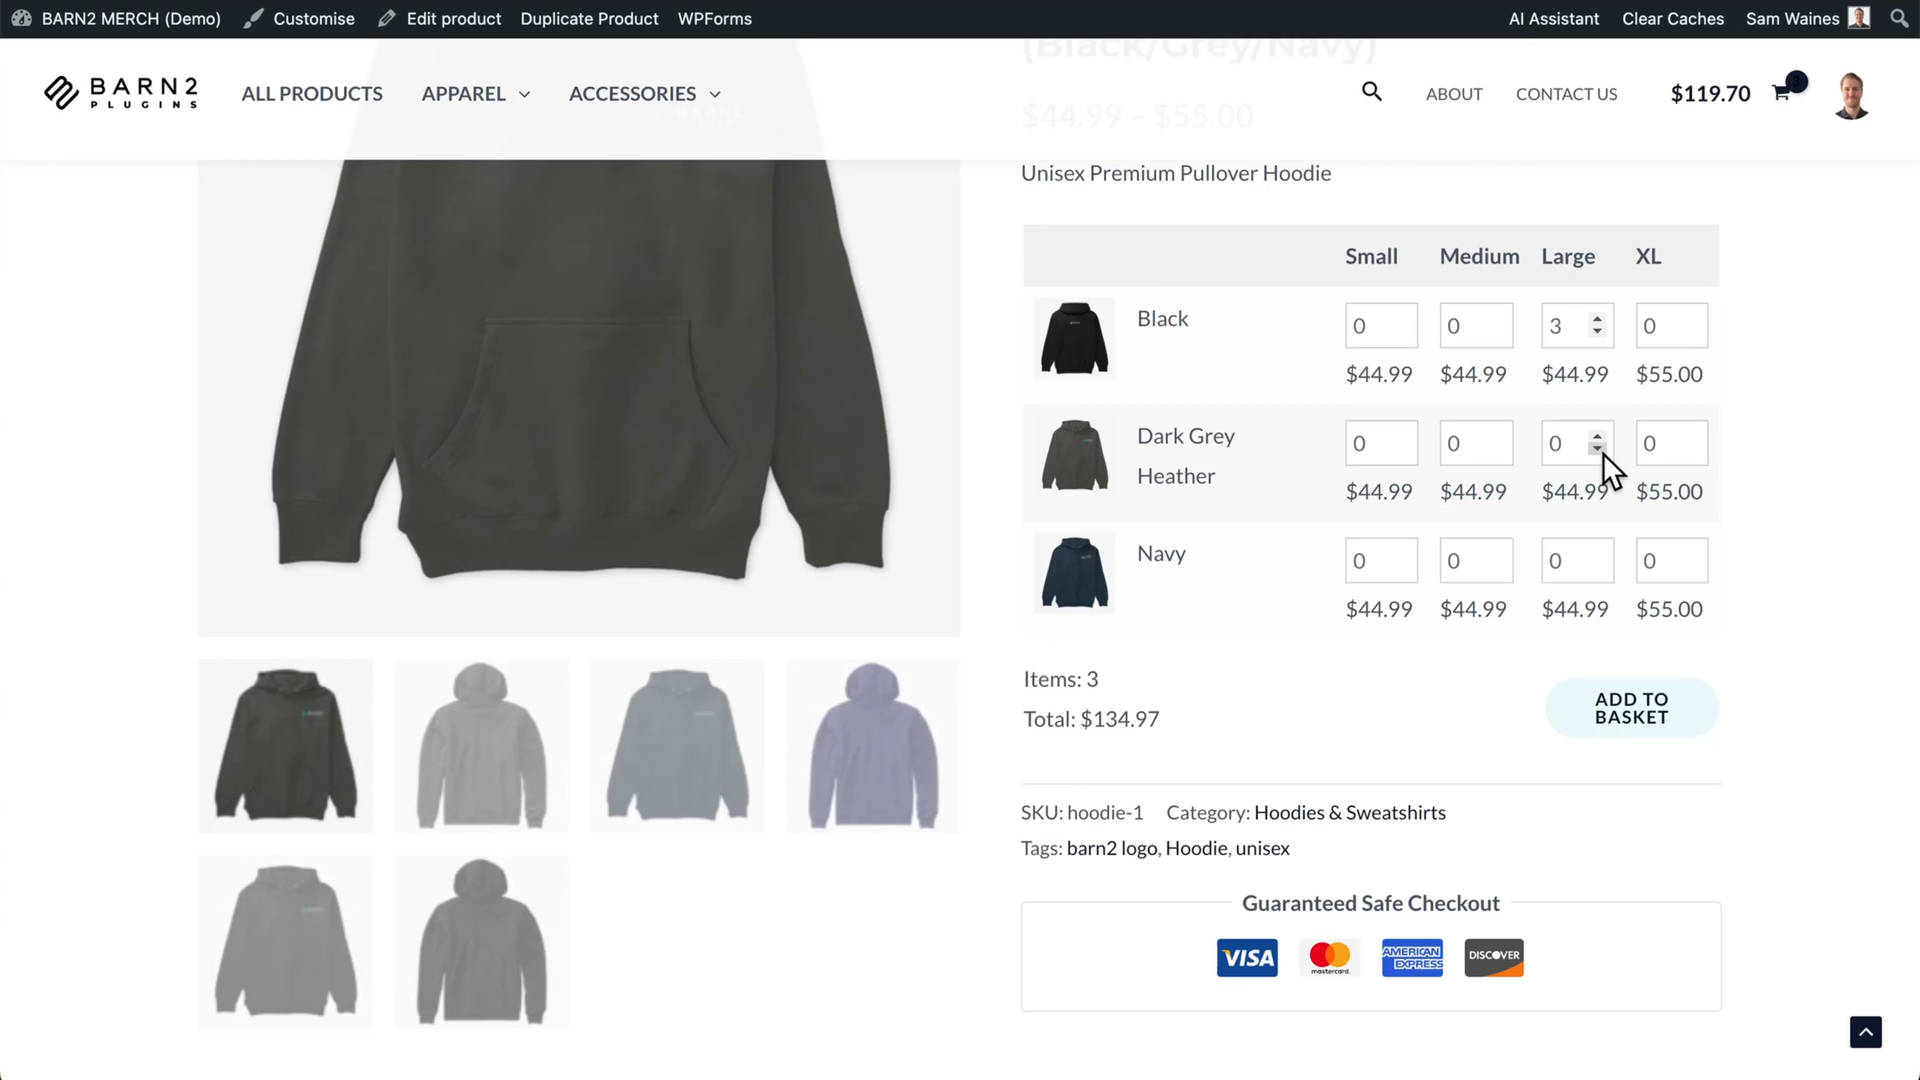 BARN2 MERCH (Demo) Customise Edit product Duplicate Product WPForms AI Assistant Clear Caches Sam Waines
(Black/Grey/Navy)
BARN2
PLUGINS
ALL PRODUCTS APPAREL ACCESSORIES ABOUT CONTACT US $119.70 3
$44.99 – $55.00
Unisex Premium Pullover Hoodie
Small Medium Large XL
Black 0 0 3 0
$44.99 $44.99 $44.99 $55.00
Dark Grey
Heather
0 0 0 0
$44.99 $44.99 $44.99 $55.00
Navy 0 0 0 0
$44.99 $44.99 $44.99 $55.00
Items: 3
Total: $134.97
ADD TO
BASKET
SKU: hoodie-1 Category: Hoodies & Sweatshirts
Tags: barn2 logo, Hoodie, unisex
Guaranteed Safe Checkout
VISA
mastercard.
AMERICAN
EXPRESS
DISCOVER